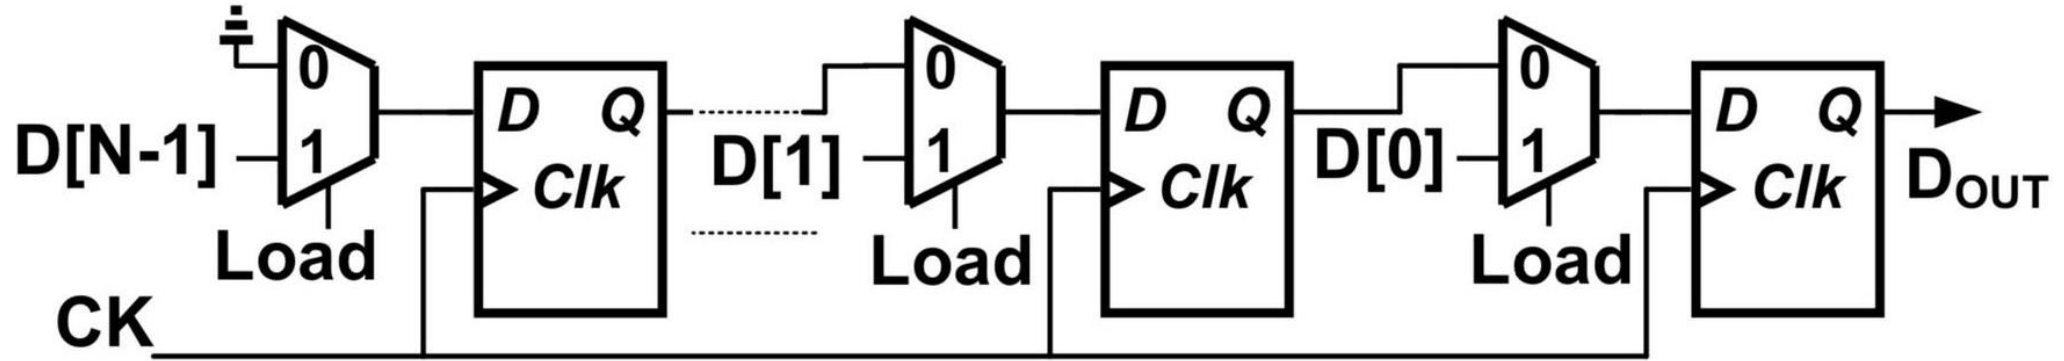 0
1
D[N-1]
Load
D Q
Clk
D[1]
0
1
Load
D Q
Clk
D[0]
0
1
Load
D Q
Clk
DOUT
CK